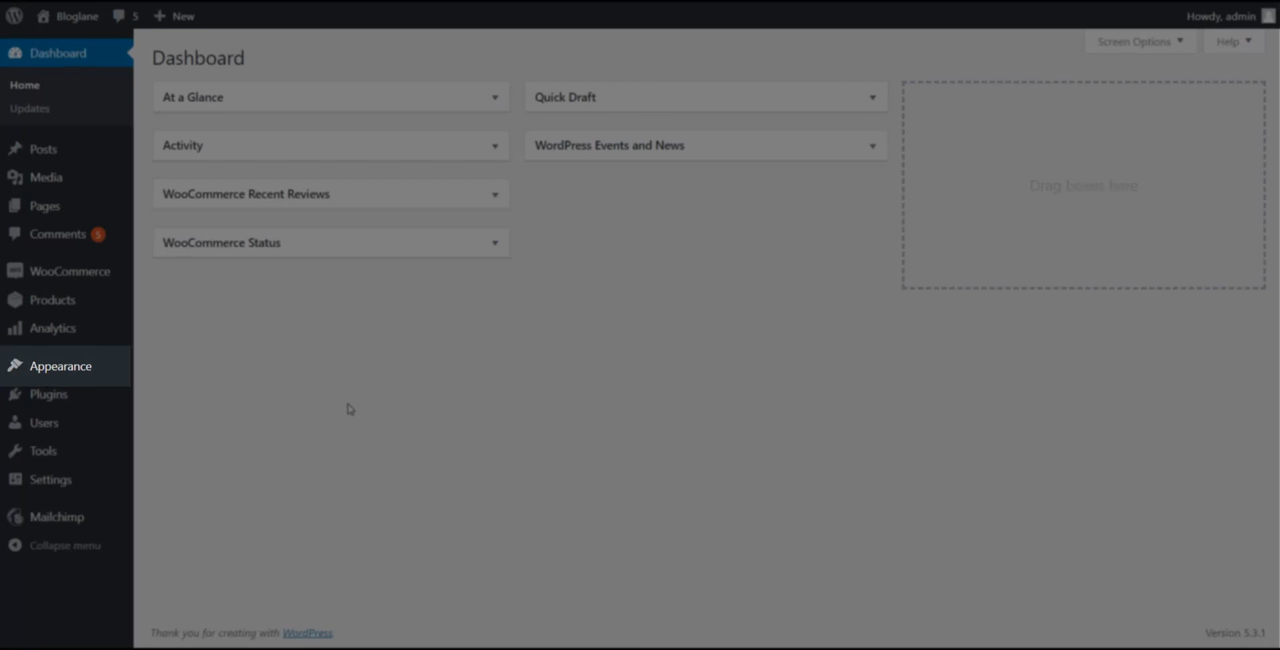 Bloglane 5 New
Howdy, admin
Dashboard
Home
Updates
Posts
Media
Pages
Comments 5
WooCommerce
Products
Analytics
Appearance
Plugins
Users
Tools
Settings
Mailchimp
Collapse menu
Screen Options
Help
Dashboard
At a Glance
Activity
WooCommerce Recent Reviews
WooCommerce Status
Quick Draft
WordPress Events and News
Drag boxes here
Thank you for creating with WordPress
Version 5.3.1